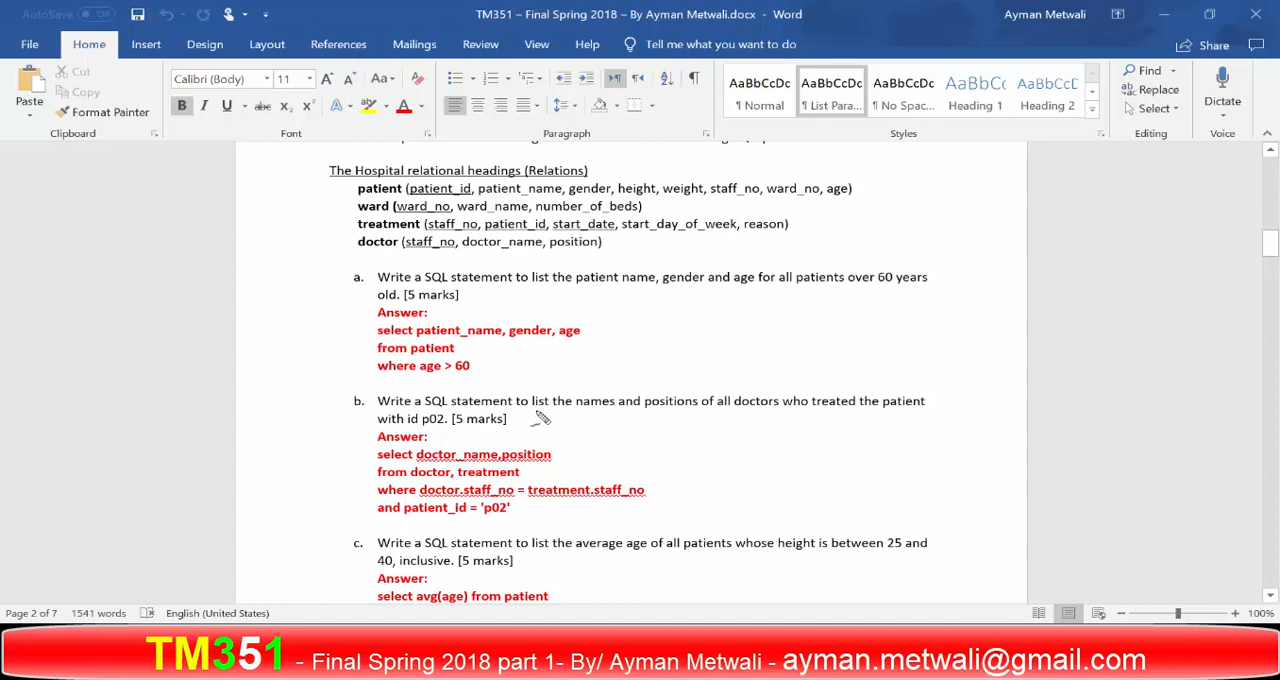 AutoSave Off
TM351 – Final Spring 2018 – By Ayman Metwali.docx - Word
Ayman Metwali
File Home Insert Design Layout References Mailings Review View Help Tell me what you want to do
Share
Paste
Cut
Copy
Format Painter
Clipboard
Calibri (Body) 11
Font
Paragraph
AaBbCcDc AaBbCcDc AaBbCcDc AaBbCc AaBbCcDc
¶ Normal ¶ List Para... ¶ No Spac... Heading 1 Heading 2
Styles
Find
Replace
Select
Editing
Dictate
Voice
The Hospital relational headings (Relations)
patient (patient_id, patient_name, gender, height, weight, staff_no, ward_no, age)
ward (ward_no, ward_name, number_of_beds)
treatment (staff_no, patient_id, start_date, start_day_of_week, reason)
doctor (staff_no, doctor_name, position)
a. Write a SQL statement to list the patient name, gender and age for all patients over 60 years
old. [5 marks]
Answer:
select patient_name, gender, age
from patient
where age > 60
b. Write a SQL statement to list the names and positions of all doctors who treated the patient
with id p02. [5 marks]
Answer:
select doctor_name,position
from doctor, treatment
where doctor.staff_no = treatment.staff_no
and patient_id = 'p02'
c. Write a SQL statement to list the average age of all patients whose height is between 25 and
40, inclusive. [5 marks]
Answer:
select avg(age) from patient
Page 2 of 7 1541 words English (United States) 100%
TM351 - Final Spring 2018 part 1- By/ Ayman Metwali - ayman.metwali@gmail.com